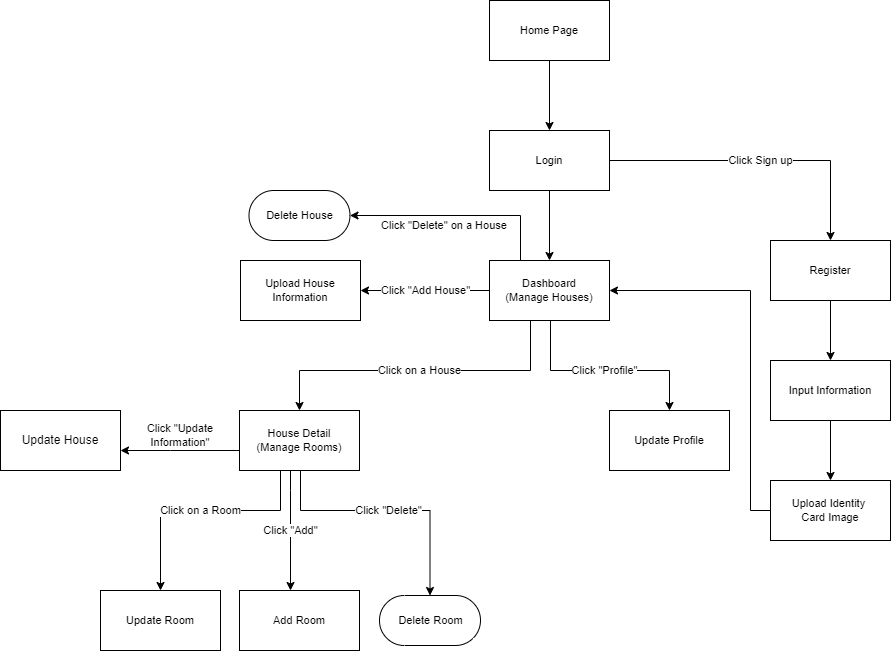 Home Page
Login
Click Sign up
Delete House
Click "Delete" on a House
Register
Upload House
Information
Click "Add House"
Dashboard
(Manage Houses)
Click on a House
Click "Profile"
Input Information
Update House
Click "Update
Information"
House Detail
(Manage Rooms)
Update Profile
Upload Identity
Card Image
Click on a Room
Click "Add"
Click "Delete"
Update Room
Add Room
Delete Room